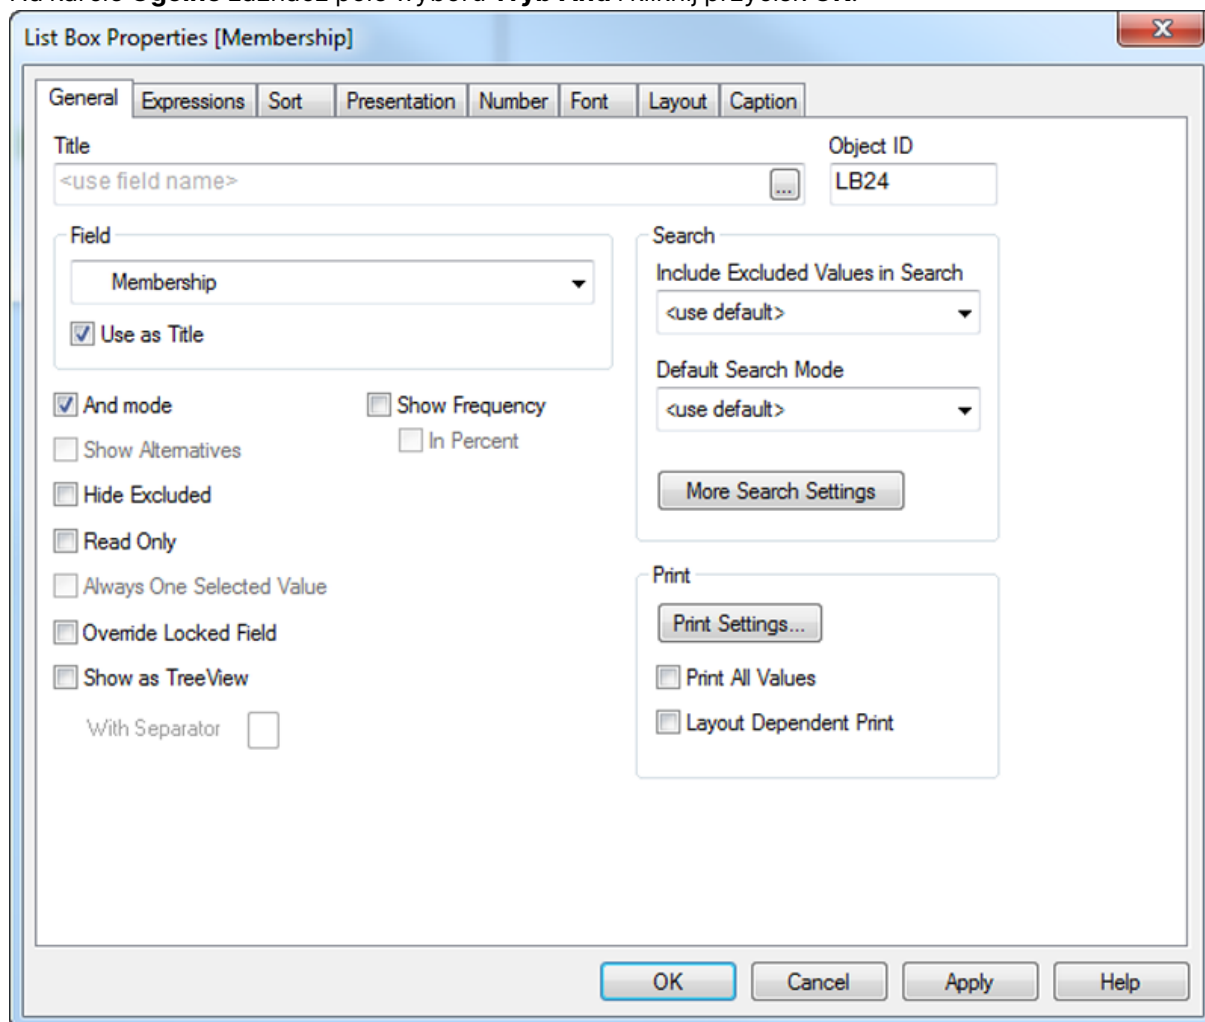 List Box Properties [Membership]
General Expressions Sort Presentation Number Font Layout Caption
Title
Object ID
<use field name>
...
LB24
Field
Membership
Use as Title
Search
Include Excluded Values in Search
<use default>
Default Search Mode
<use default>
More Search Settings
And mode
Show Frequency
Show Alternatives
In Percent
Hide Excluded
Read Only
Always One Selected Value
Override Locked Field
Show as TreeView
With Separator
Print
Print Settings...
Print All Values
Layout Dependent Print
OK Cancel Apply Help